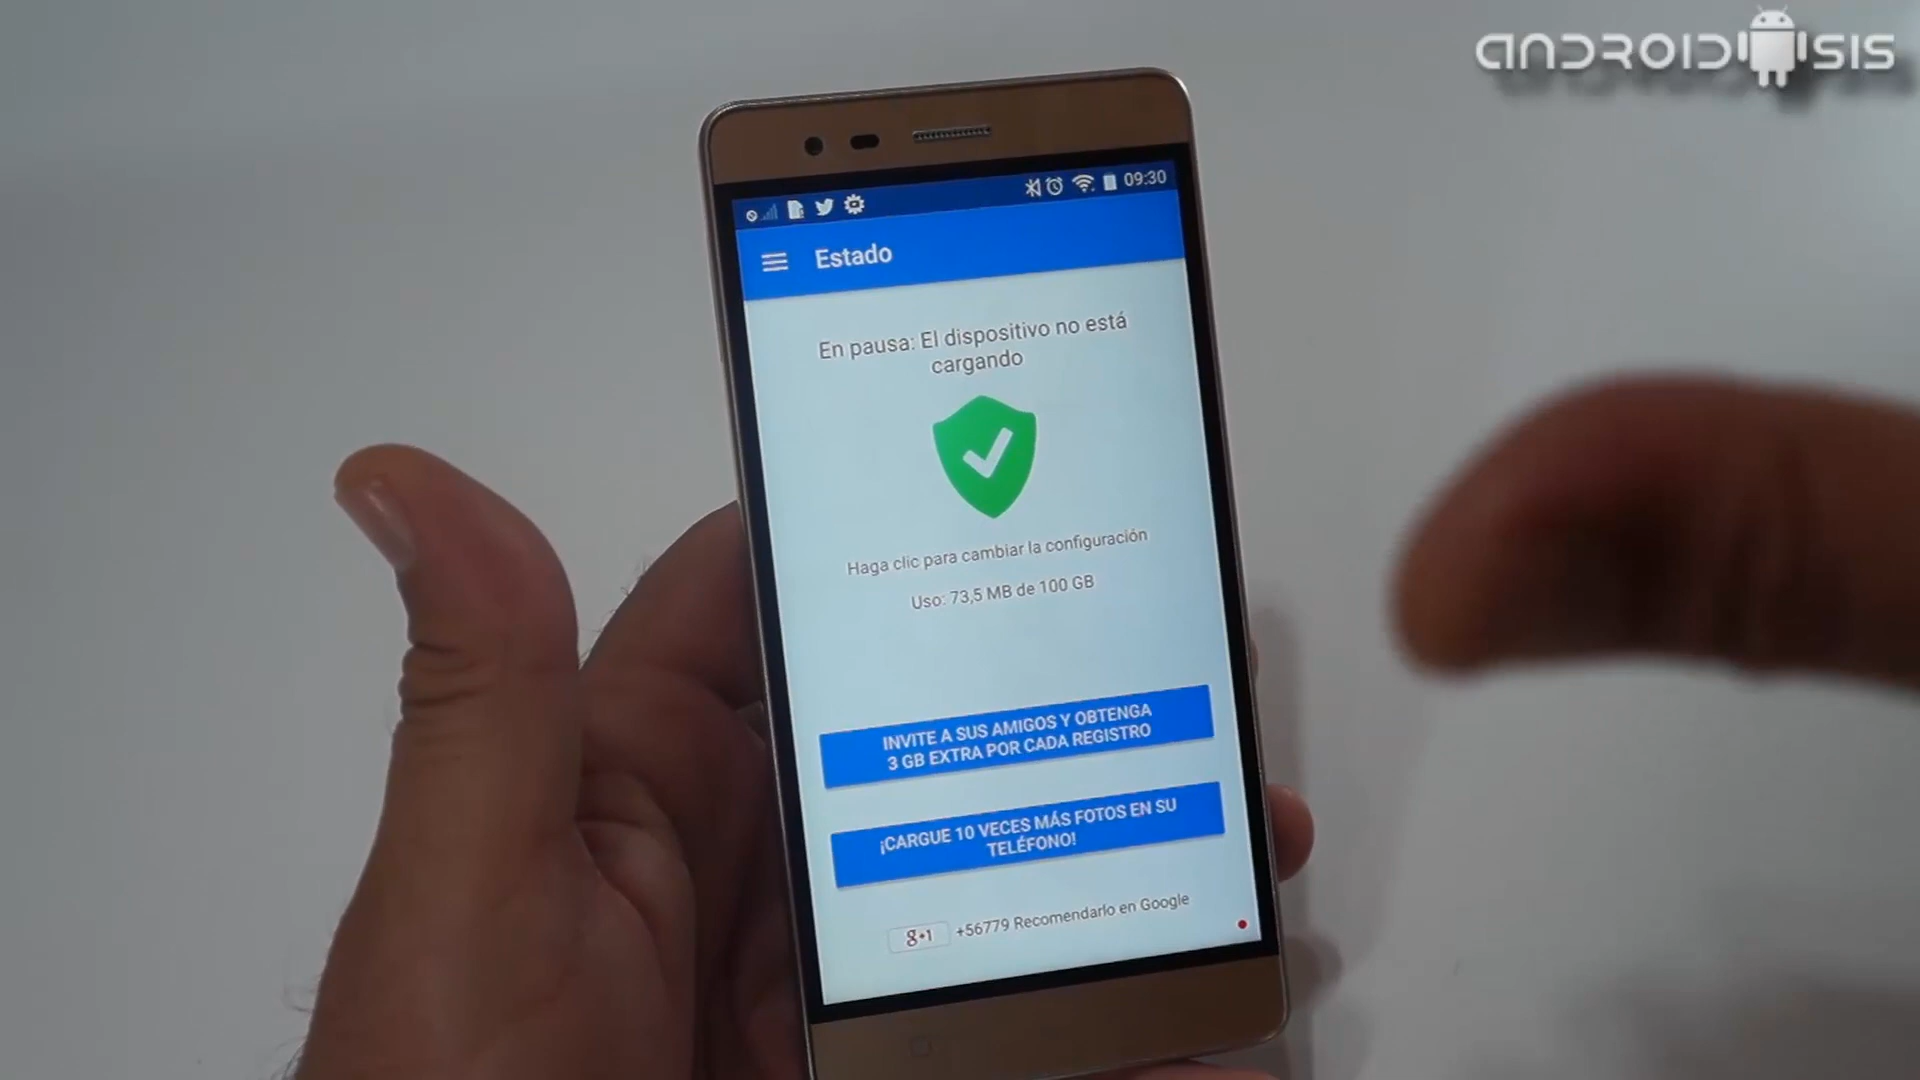 ANDROIDSIS
09:30
Estado
En pausa: El dispositivo no está
cargando
Haga clic para cambiar la configuración
Uso: 73,5 MB de 100 GB
INVITE A SUS AMIGOS Y OBTENGA
3 GB EXTRA POR CADA REGISTRO
¡CARGUE 10 VECES MÁS FOTOS EN SU
TELÉFONO!
g+1 +56779 Recomendarlo en Google